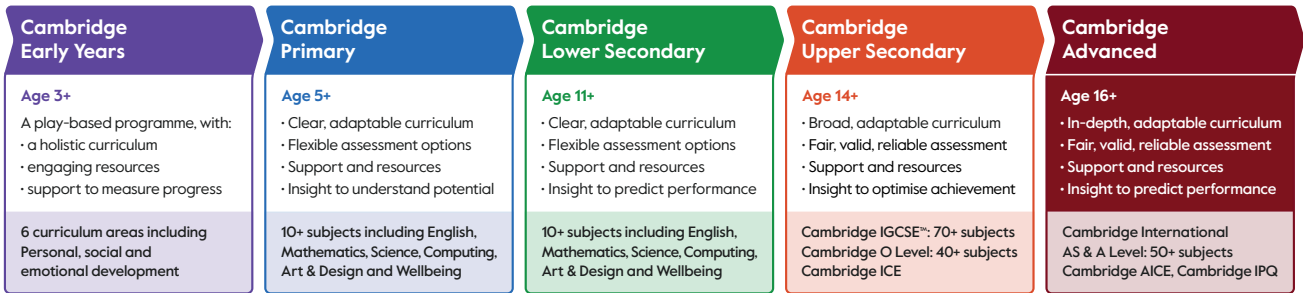 Cambridge
Early Years
Age 3+
A play-based programme, with:
· a holistic curriculum
· engaging resources
· support to measure progress
6 curriculum areas including
Personal, social and
emotional development
Cambridge
Primary
Age 5+
· Clear, adaptable curriculum
· Flexible assessment options
· Support and resources
· Insight to understand potential
10+ subjects including English,
Mathematics, Science, Computing,
Art & Design and Wellbeing
Cambridge
Lower Secondary
Age 11+
· Clear, adaptable curriculum
· Flexible assessment options
· Support and resources
· Insight to predict performance
10+ subjects including English,
Mathematics, Science, Computing,
Art & Design and Wellbeing
Cambridge
Upper Secondary
Age 14+
· Broad, adaptable curriculum
· Fair, valid, reliable assessment
· Support and resources
· Insight to optimise achievement
Cambridge IGCSE™: 70+ subjects
Cambridge O Level: 40+ subjects
Cambridge ICE
Cambridge
Advanced
Age 16+
· In-depth, adaptable curriculum
· Fair, valid, reliable assessment
· Support and resources
· Insight to predict performance
Cambridge International
AS & A Level: 50+ subjects
Cambridge AICE, Cambridge IPQ